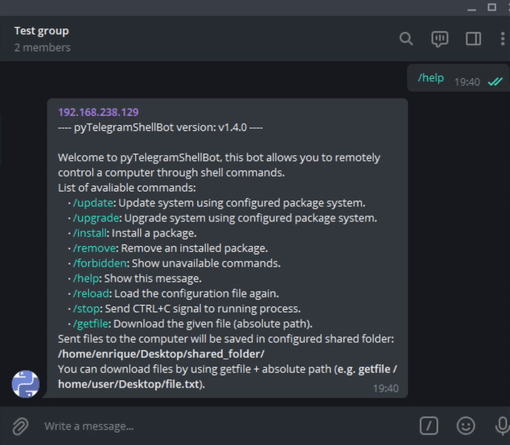 Test group
2 members
/help 19:40
192.168.238.129
---- pyTelegramShellBot version: v1.4.0 ----
Welcome to pyTelegramShellBot, this bot allows you to remotely
control a computer through shell commands.
List of avaliable commands:
· /update: Update system using configured package system.
· /upgrade: Upgrade system using configured package system.
· /install: Install a package.
· /remove: Remove an installed package.
· /forbidden: Show unavailable commands.
· /help: Show this message.
· /reload: Load the configuration file again.
· /stop: Send CTRL+C signal to running process.
· /getfile: Download the given file (absolute path).
Sent files to the computer will be saved in configured shared folder:
/home/enrique/Desktop/shared_folder/
You can download files by using getfile + absolute path (e.g. getfile /
home/user/Desktop/file.txt).
19:40
Write a message...